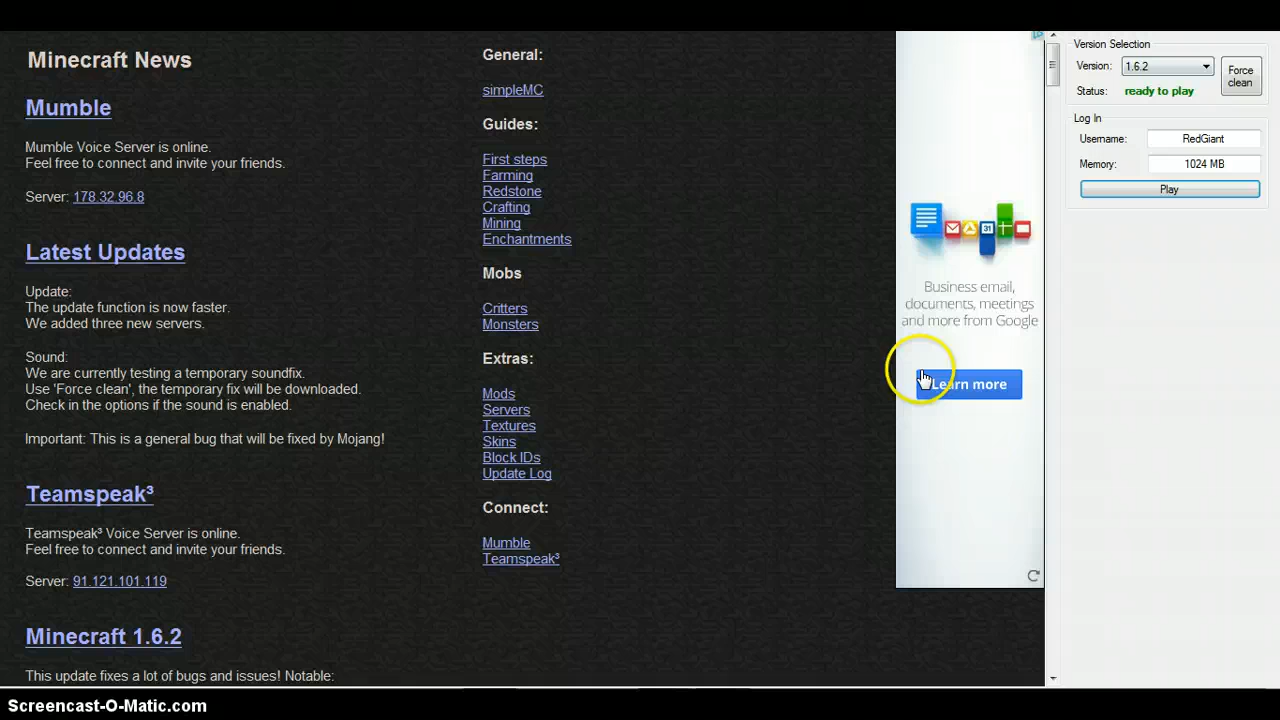 Minecraft News
Mumble
Mumble Voice Server is online.
Feel free to connect and invite your friends.
Server: 178.32.96.8
Latest Updates
Update:
The update function is now faster.
We added three new servers.
Sound:
We are currently testing a temporary soundfix.
Use 'Force clean', the temporary fix will be downloaded.
Check in the options if the sound is enabled.
Important: This is a general bug that will be fixed by Mojang!
Teamspeak³
Teamspeak³ Voice Server is online.
Feel free to connect and invite your friends.
Server: 91.121.101.119
Minecraft 1.6.2
This update fixes a lot of bugs and issues! Notable:
General:
simpleMC
Guides:
First steps
Farming
Redstone
Crafting
Mining
Enchantments
Mobs
Critters
Monsters
Extras:
Mods
Servers
Textures
Skins
Block IDs
Update Log
Connect:
Mumble
Teamspeak³
31
Business email,
documents, meetings
and more from Google
Learn more
Version Selection
Version: 1.6.2
Force
clean
Status: ready to play
Log In
Username: RedGiant
Memory: 1024 MB
Play
Screencast-O-Matic.com